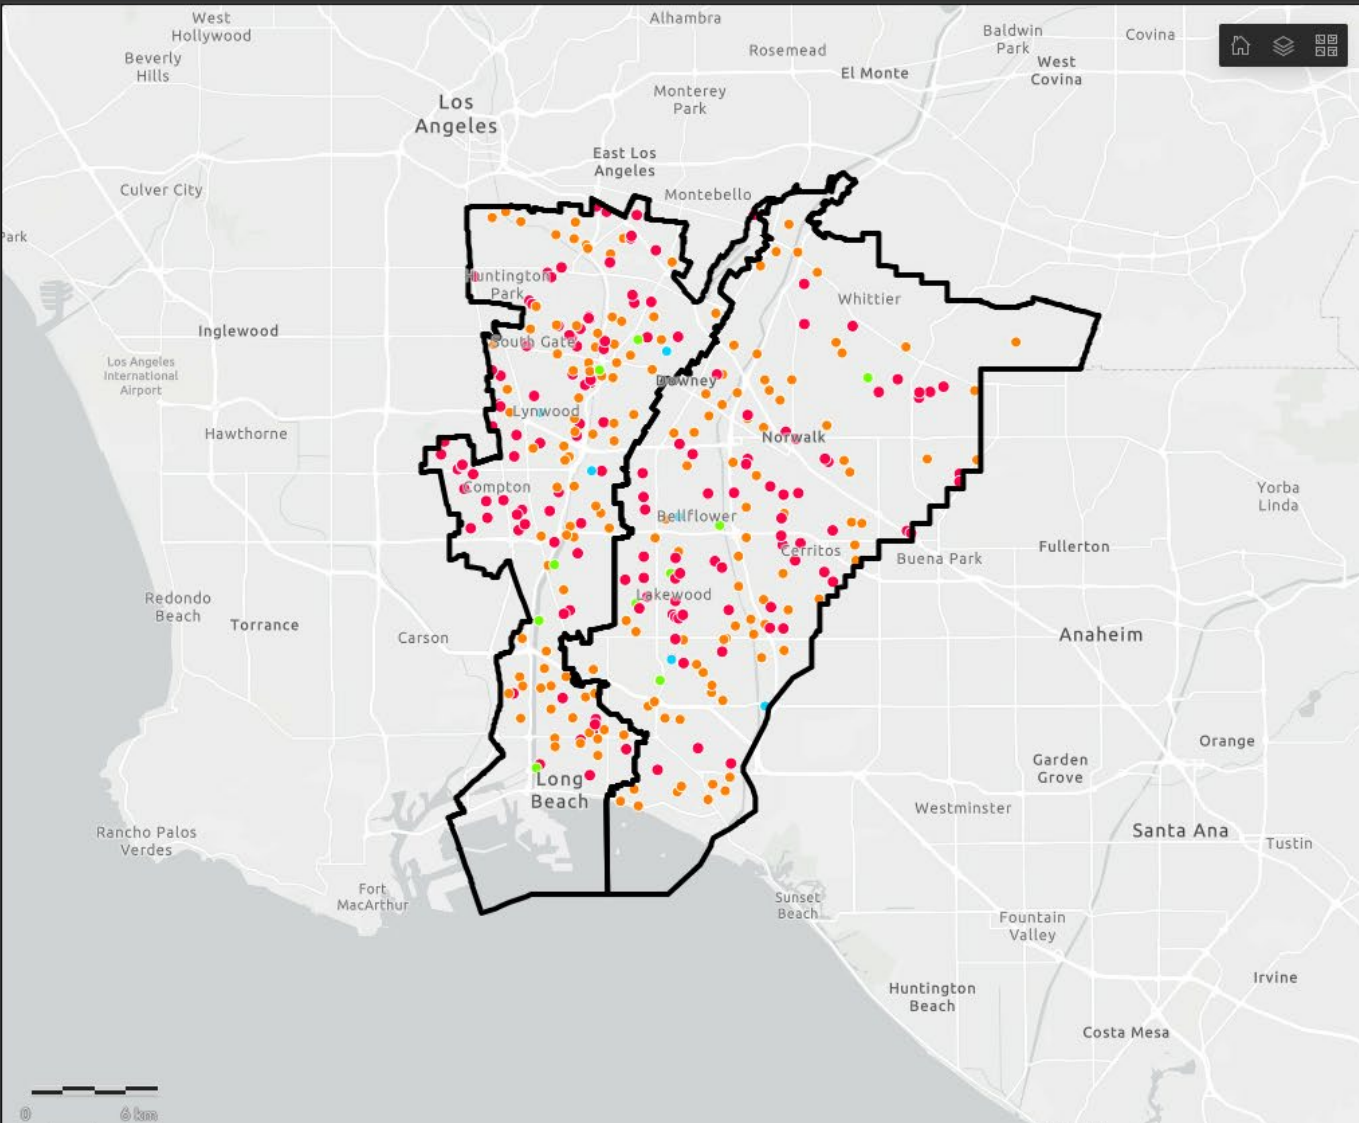 West
Hollywood
Alhambra
Baldwin
Park
Covina
Beverly
Hills
Rosemead
El Monte
West
Covina
Monterey
Park
Los
Angeles
East Los
Angeles
Culver City
Montebello
Park
Huntington
Park
Whittier
Inglewood
South Gate
Los Angeles
International
Airport
Downey
Lynwood
Hawthorne
Norwalk
Compton
Yorba
Linda
Bellflower
Cerritos
Buena Park
Fullerton
Redondo
Beach
Torrance
Lakewood
Carson
Anaheim
Orange
Garden
Grove
Long
Beach
Westminster
Santa Ana
Rancho Palos
Verdes
Tustin
Fort
MacArthur
Sunset
Beach
Fountain
Valley
Irvine
Huntington
Beach
Costa Mesa
0 6 km